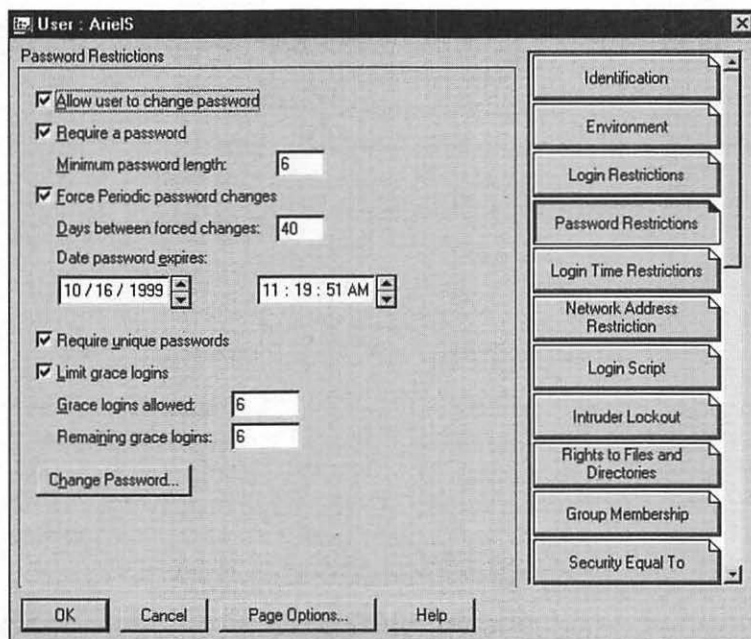 User : ArielS
Password Restrictions
Allow user to change password
Require a password
Minimum password length: 6
Force Periodic password changes
Days between forced changes: 40
Date password expires:
10 / 16 / 1999 11 : 19 : 51 AM
Require unique passwords
Limit grace logins
Grace logins allowed: 6
Remaining grace logins: 6
Change Password...
Identification
Environment
Login Restrictions
Password Restrictions
Login Time Restrictions
Network Address
Restriction
Login Script
Intruder Lockout
Rights to Files and
Directories
Group Membership
Security Equal To
OK Cancel Page Options... Help